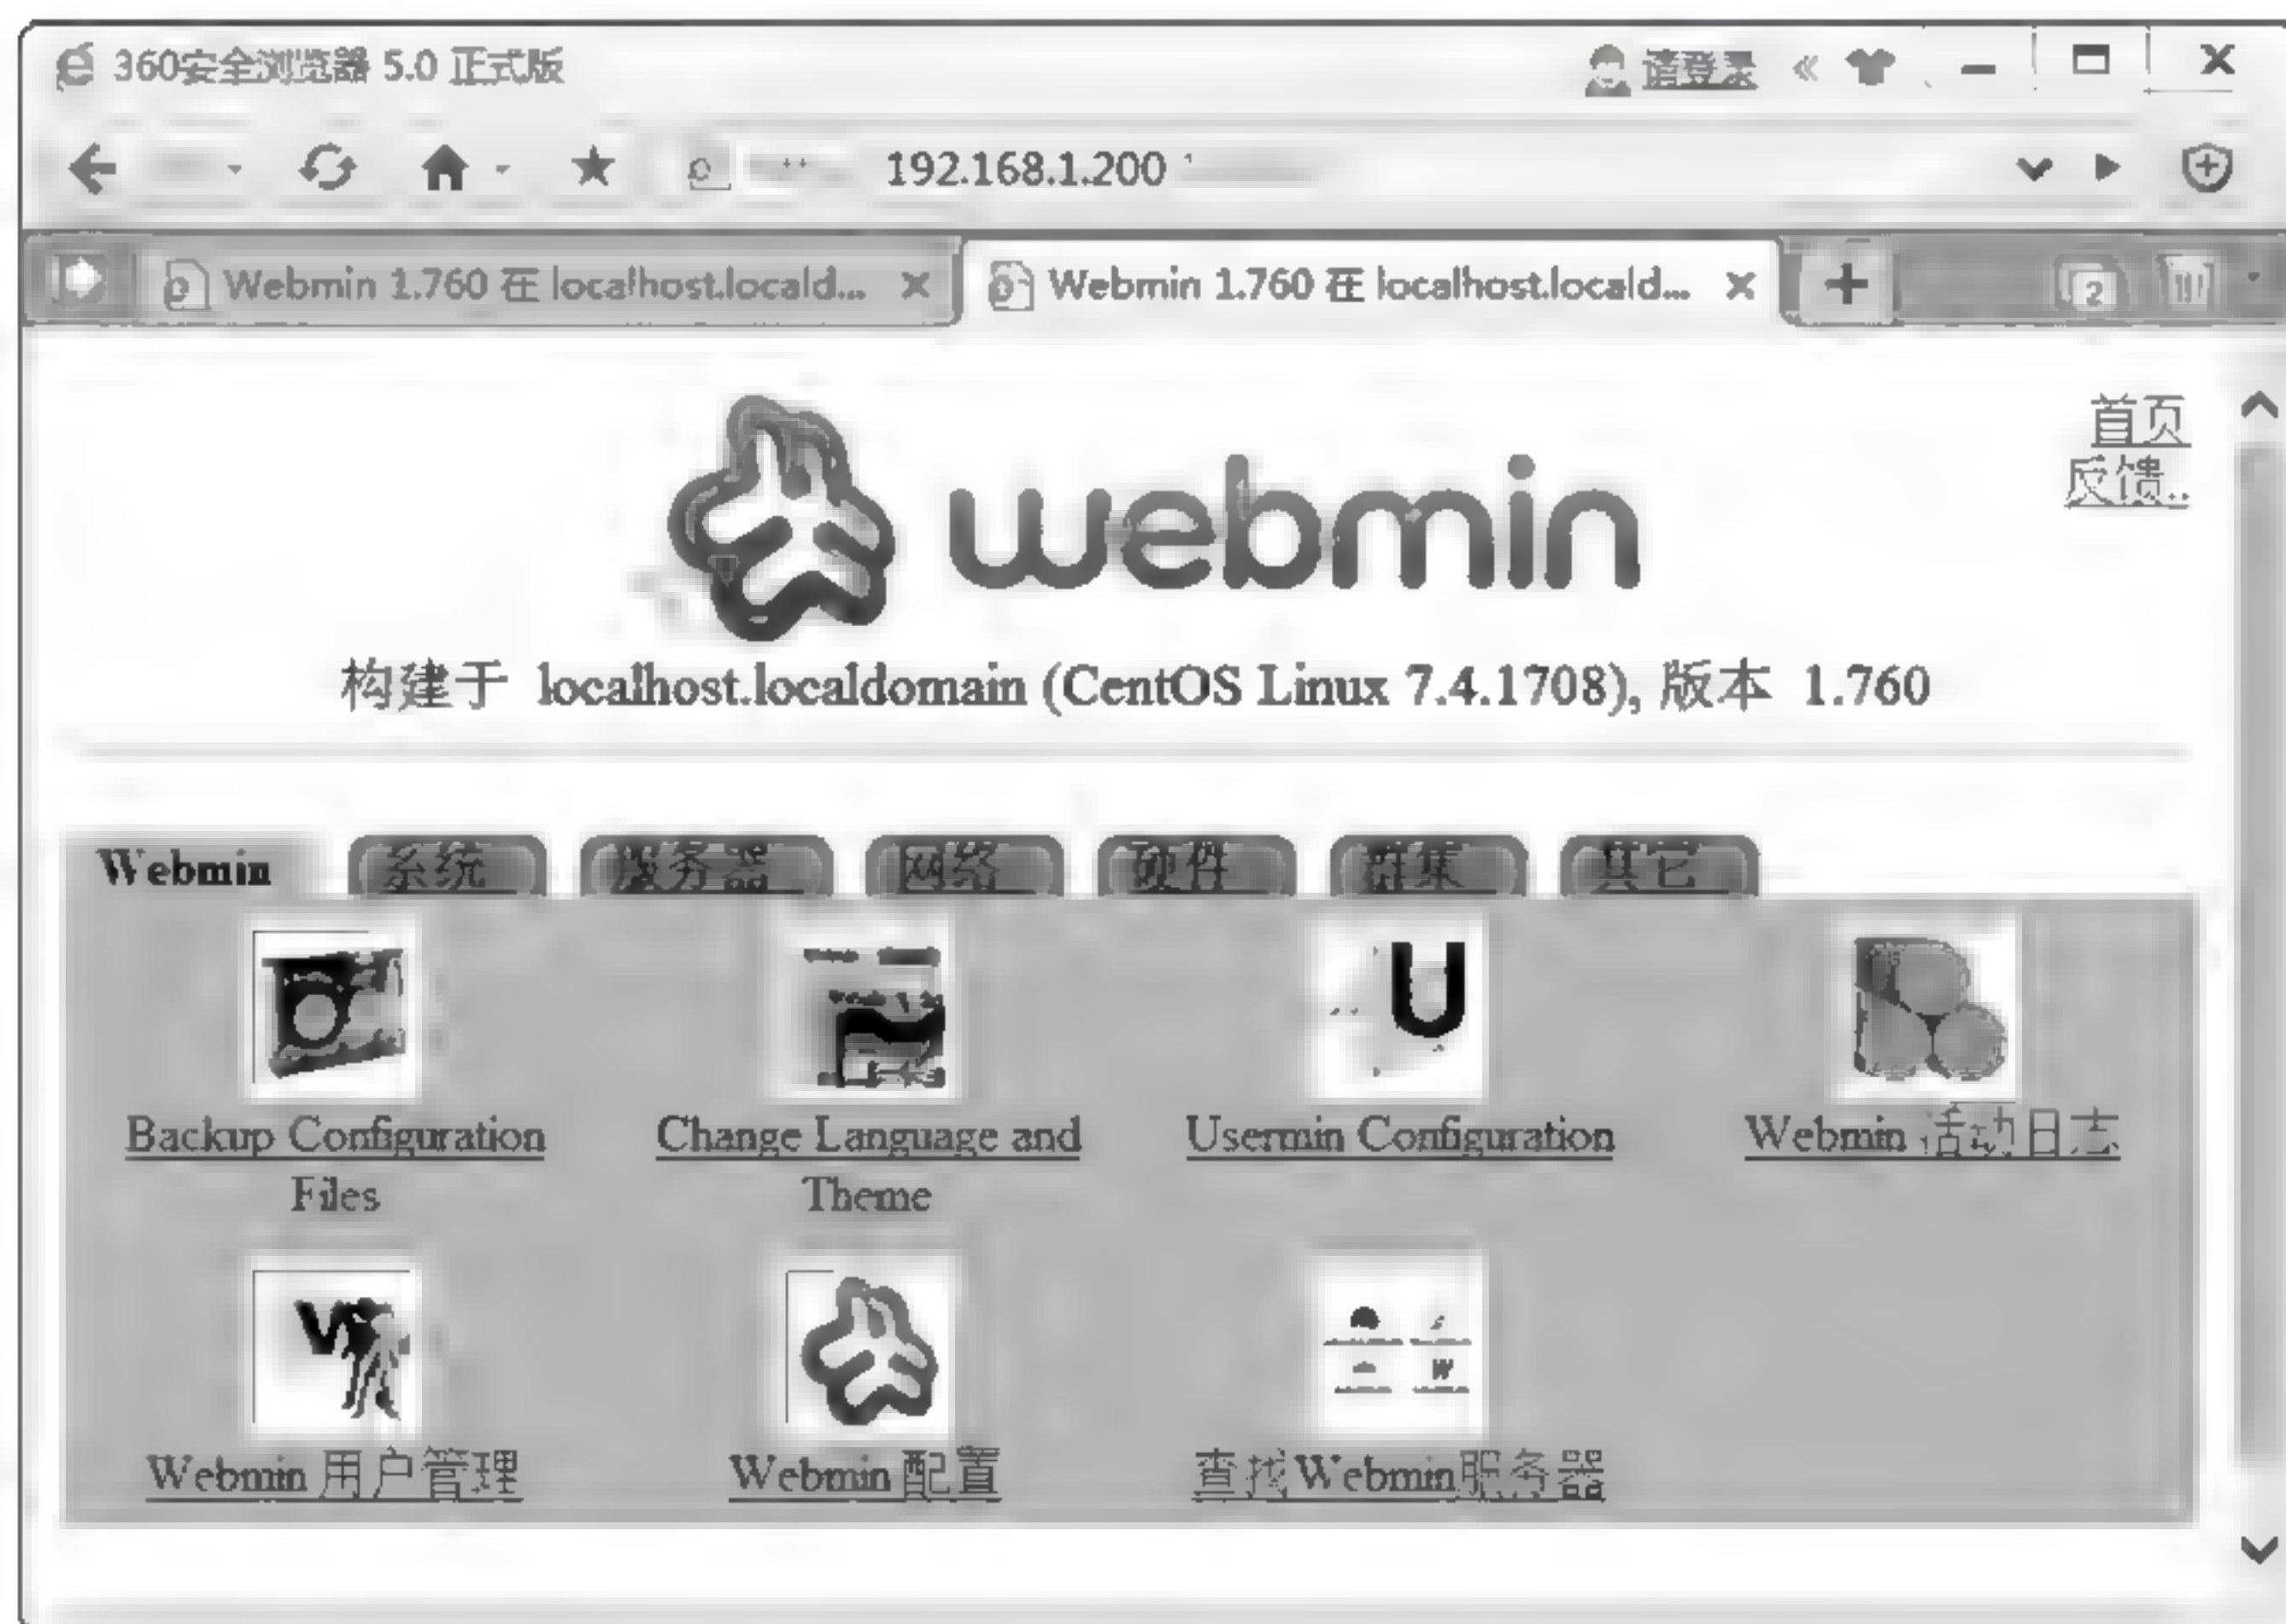 360安全浏览器 5.0 正式版
请登录
192.168.1.200
Webmin 1.760 在 localhost.locald...
Webmin 1.760 在 localhost.locald...
2
首页
反馈..
webmin
构建于 localhost.localdomain (CentOS Linux 7.4.1708), 版本 1.760
Webmin 系统 服务器 网络 硬件 群集 其它
Backup Configuration Files
Change Language and Theme
Usermin Configuration
Webmin 活动日志
Webmin 用户管理
Webmin 配置
查找Webmin服务器